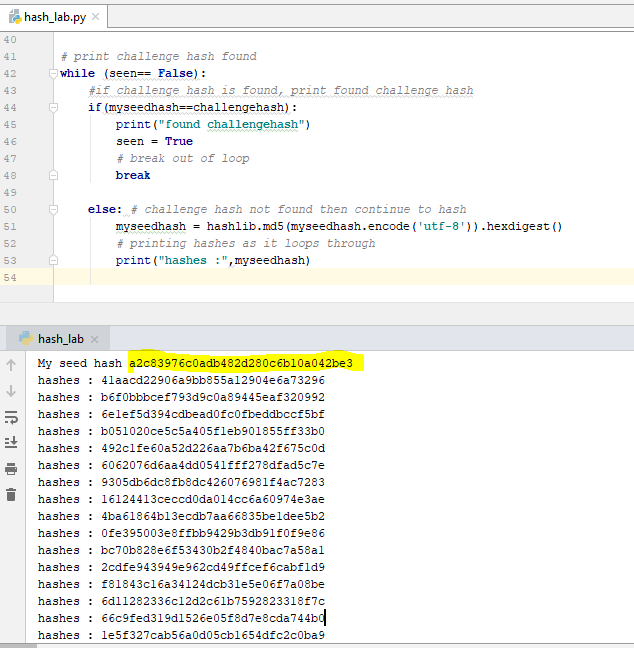 hash_lab.py
40
41 # print challenge hash found
42 while (seen== False):
43 #if challenge hash is found, print found challenge hash
44 if(myseedhash==challengehash):
45 print("found challengehash")
46 seen = True
47 # break out of loop
48 break
49
50 else: # challenge hash not found then continue to hash
51 myseedhash = hashlib.md5(myseedhash.encode('utf-8')).hexdigest()
52 # printing hashes as it loops through
53 print("hashes :",myseedhash)
54
hash_lab
My seed hash a2c83976c0adb482d280c6b10a042be3
hashes : 41aacd22906a9bb855a12904e6a73296
hashes : b6f0bbbcef793d9c0a89445eaf320992
hashes : 6e1ef5d394cdbead0fc0fbeddbccf5bf
hashes : b051020ce5c5a405f1eb901855ff33b0
hashes : 492c1fe60a52d226aa7b6ba42f675c0d
hashes : 6062076d6aa4dd0541fff278dfad5c7e
hashes : 9305db6dc8fb8dc426076981f4ac7283
hashes : 16124413ceccd0da014cc6a60974e3ae
hashes : 4ba61864b13ecdb7aa66835be1dee5b2
hashes : 0fe395003e8ffbb9429b3db91f0f9e86
hashes : bc70b828e6f53430b2f4840bac7a58a1
hashes : 2cdfe943949e962cd49ffcef6cabf1d9
hashes : f81843c16a34124dcb31e5e06f7a08be
hashes : 6d11282336c12d2c61b7592823318f7c
hashes : 66c9fed319d1526e05f8d7e8cda744b0
hashes : 1e5f327cab56a0d05cb1654dfc2c0ba9